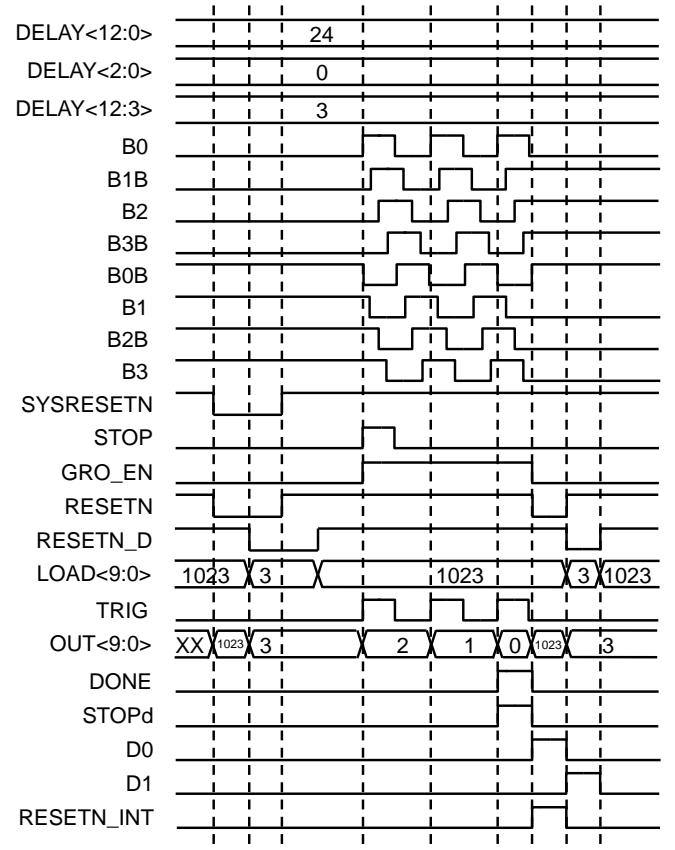 DELAY<12:0> 24
DELAY<2:0> 0
DELAY<12:3> 3
B0
B1B
B2
B3B
B0B
B1
B2B
B3
SYSRESETN
STOP
GRO_EN
RESETN
RESETN_D
LOAD<9:0> 1023 3 1023 3 1023
TRIG
OUT<9:0> XX 1023 3 2 1 0 1023 3
DONE
STOPd
D0
D1
RESETN_INT